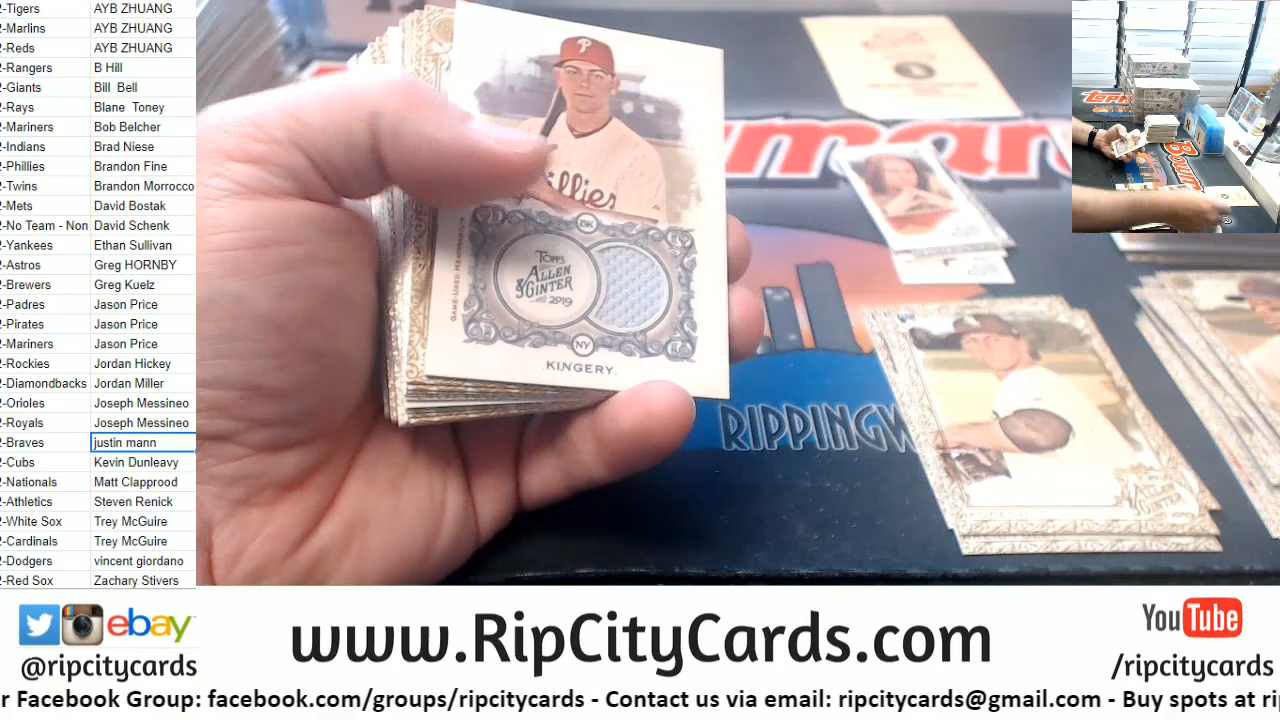 2-Tigers AYB ZHUANG
2-Marlins AYB ZHUANG
2-Reds AYB ZHUANG
2-Rangers B Hill
2-Giants Bill Bell
2-Rays Blane Toney
2-Mariners Bob Belcher
2-Indians Brad Niese
2-Phillies Brandon Fine
2-Twins Brandon Morrocco
2-Mets David Bostak
2-No Team - Non David Schenk
2-Yankees Ethan Sullivan
2-Astros Greg HORNBY
2-Brewers Greg Kuelz
2-Padres Jason Price
2-Pirates Jason Price
2-Mariners Jason Price
2-Rockies Jordan Hickey
2-Diamondbacks Jordan Miller
2-Orioles Joseph Messineo
2-Royals Joseph Messineo
2-Braves justin mann
2-Cubs Kevin Dunleavy
2-Nationals Matt Clapprood
2-Athletics Steven Renick
2-White Sox Trey McGuire
2-Cardinals Trey McGuire
2-Dodgers vincent giordano
2-Red Sox Zachary Stivers
P
illies
BK
TOPPS
ALLEN
& GINTER
2019
NY
KINGERY
TOPPS
RIPPINGW
ebay
@ripcitycards
www.RipCityCards.com
YouTube
/ripcitycards
r Facebook Group: facebook.com/groups/ripcitycards - Contact us via email: ripcitycards@gmail.com - Buy spots at ri